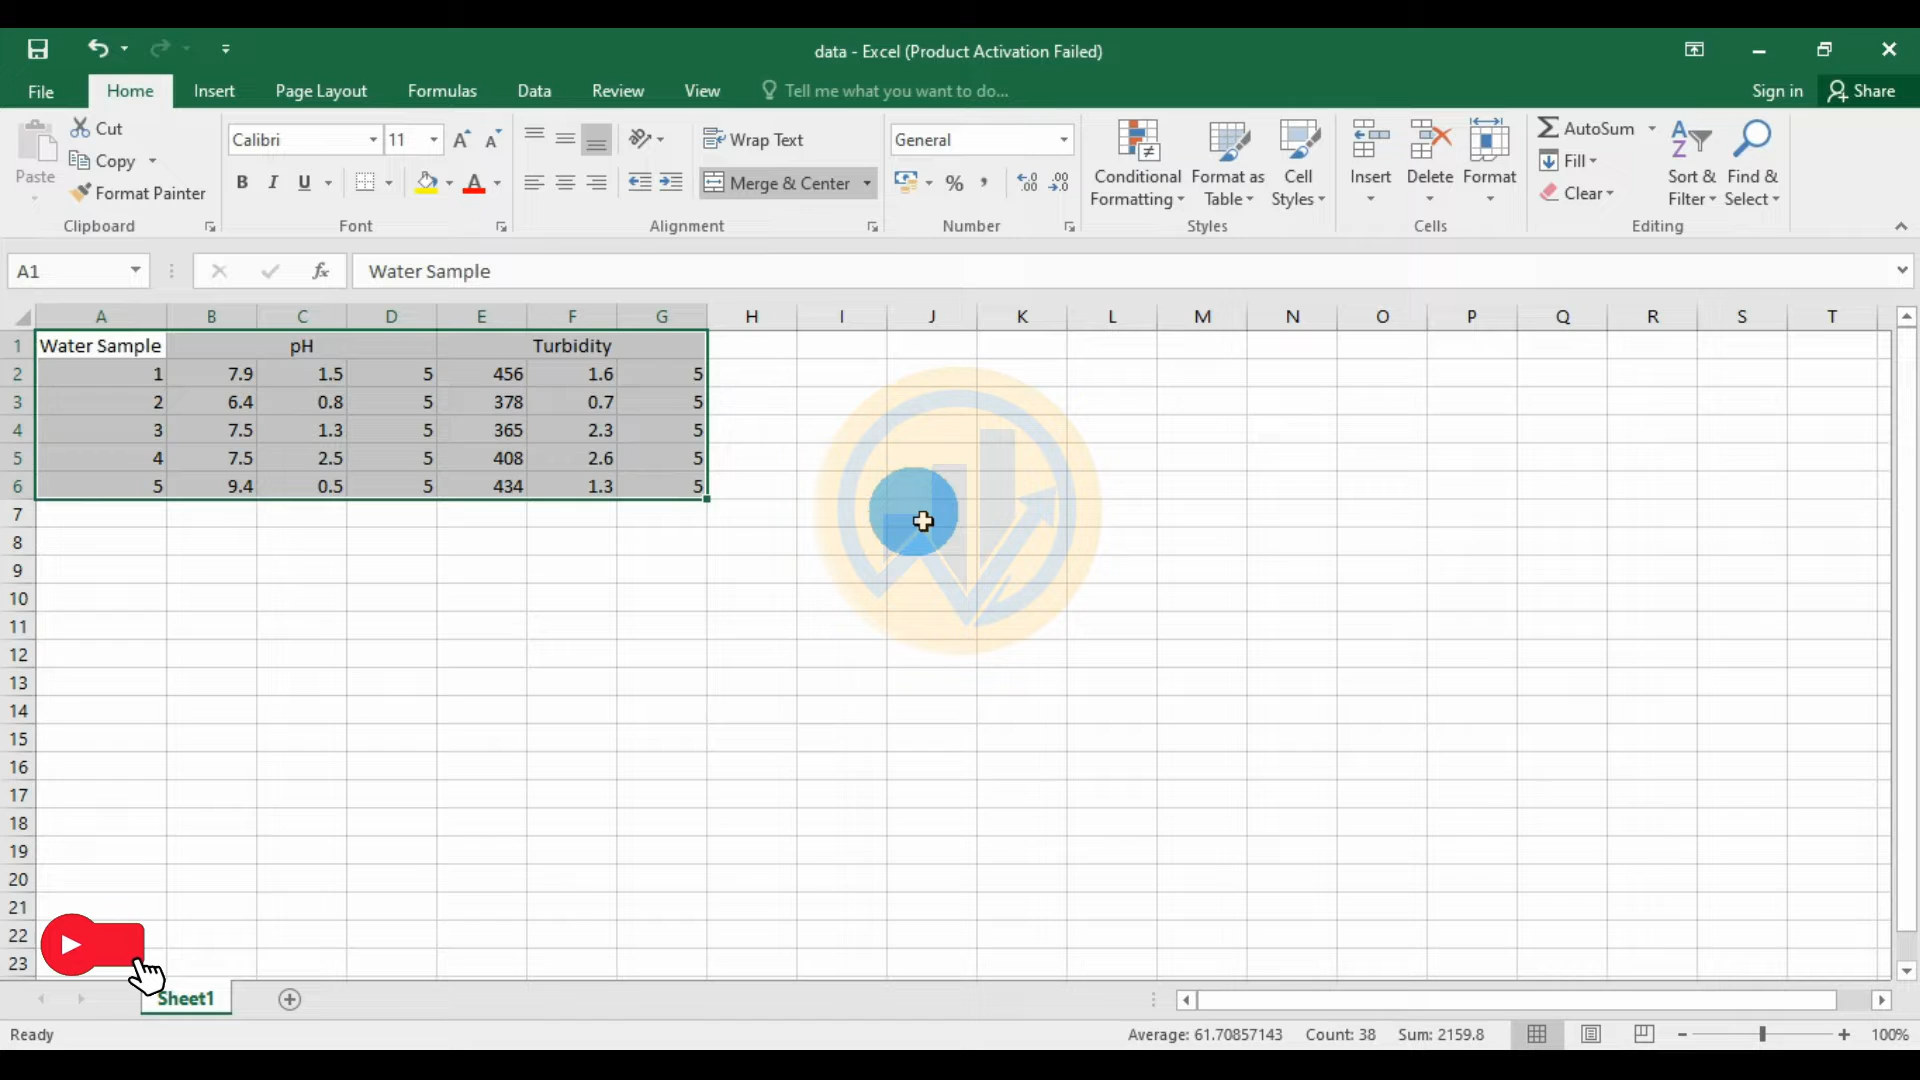 data - Excel (Product Activation Failed)
File Home Insert Page Layout Formulas Data Review View Tell me what you want to do... Sign in Share
Paste Cut Copy Format Painter Clipboard
Calibri 11 B I U Font
Wrap Text Merge & Center Alignment
General % , .00 .0 Number
Conditional Formatting Format as Table Cell Styles Styles
Insert Delete Format Cells
AutoSum Fill Clear Sort & Filter Find & Select Editing
A1 fx Water Sample
A B C D E F G H I J K L M N O P Q R S T
1 Water Sample pH Turbidity
2 1 7.9 1.5 5 456 1.6 5
3 2 6.4 0.8 5 378 0.7 5
4 3 7.5 1.3 5 365 2.3 5
5 4 7.5 2.5 5 408 2.6 5
6 5 9.4 0.5 5 434 1.3 5
7
8
9
10
11
12
13
14
15
16
17
18
19
20
21
22
23
Sheet1
Ready Average: 61.70857143 Count: 38 Sum: 2159.8 100%